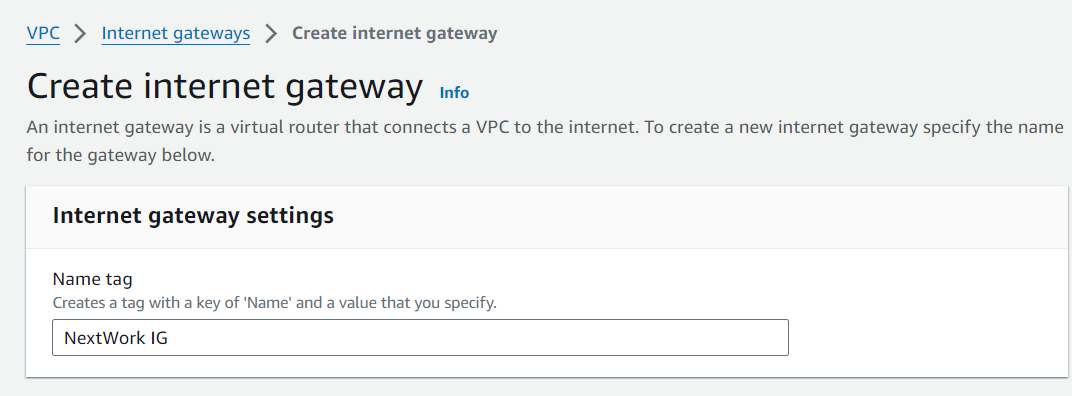 VPC > Internet gateways > Create internet gateway
Create internet gateway Info
An internet gateway is a virtual router that connects a VPC to the internet. To create a new internet gateway specify the name
for the gateway below.
Internet gateway settings
Name tag
Creates a tag with a key of 'Name' and a value that you specify.
NextWork IG